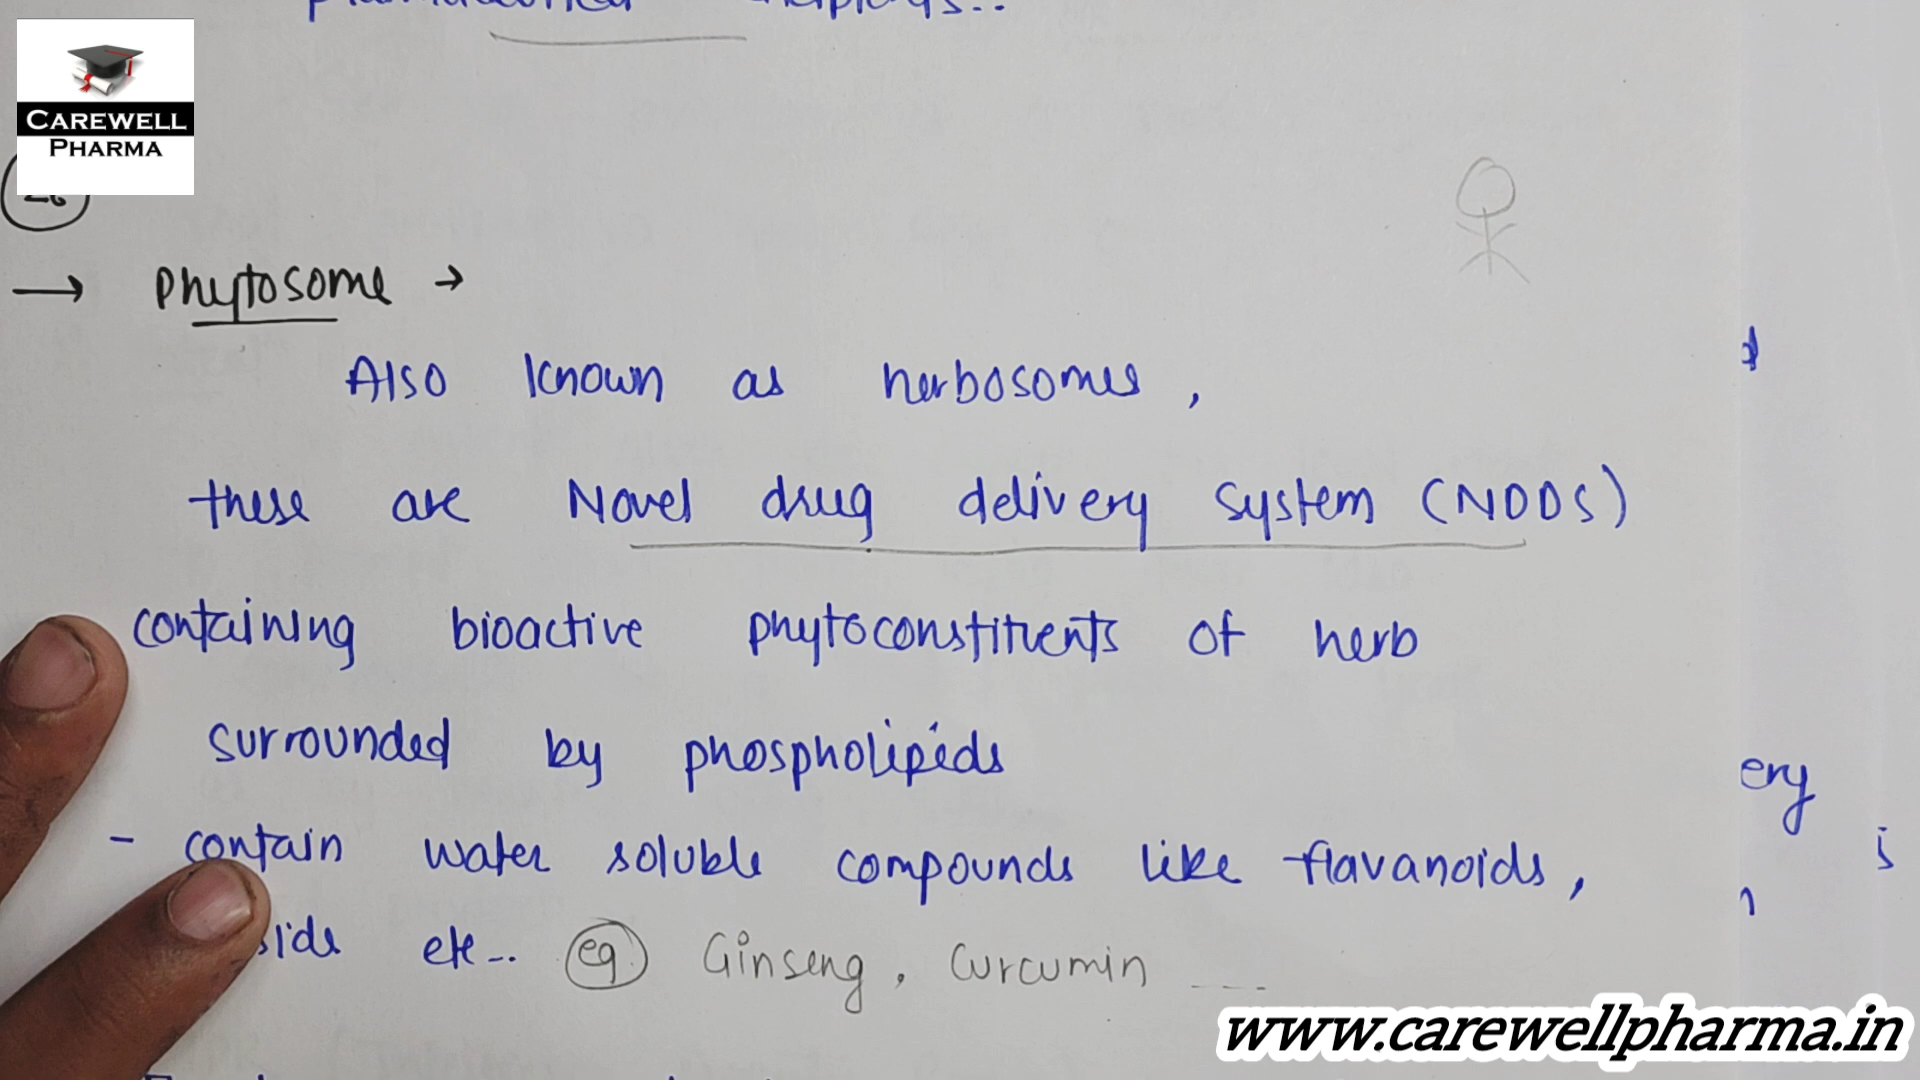 CAREWELL
PHARMA
→ Phytosome →
Also known as herbosomes,
these are Novel drug delivery system (NDDS)
containing bioactive phytoconstituents of herb
surrounded by phospholipids
- contain water soluble compounds like flavanoids,
etc.. eg Ginseng, Curcumin ---
ery
www.carewellpharma.in